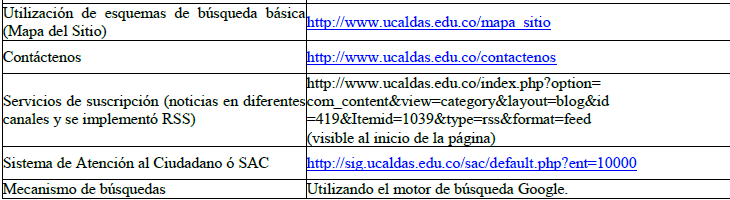 Utilización de esquemas de búsqueda básica
(Mapa del Sitio)
http://www.ucaldas.edu.co/mapa_sitio
Contáctenos
http://www.ucaldas.edu.co/contactenos
Servicios de suscripción (noticias en diferentes
canales y se implementó RSS)
http://www.ucaldas.edu.co/index.php?option=
com_content&view=category&layout=blog&id
=419&Itemid=1039&type=rss&format=feed
(visible al inicio de la página)
Sistema de Atención al Ciudadano ó SAC
http://sig.ucaldas.edu.co/sac/default.php?ent=10000
Mecanismo de búsquedas
Utilizando el motor de búsqueda Google.